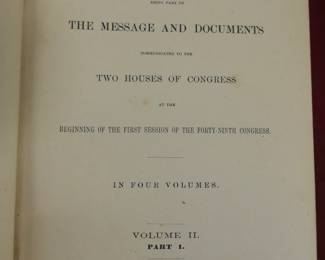 BEING PART OF
THE MESSAGE AND DOCUMENTS
COMMUNICATED TO THE
TWO HOUSES OF CONGRESS
AT THE
BEGINNING OF THE FIRST SESSION OF THE FORTY-NINTH CONGRESS.
IN FOUR VOLUMES.
VOLUME II.
PART 1.